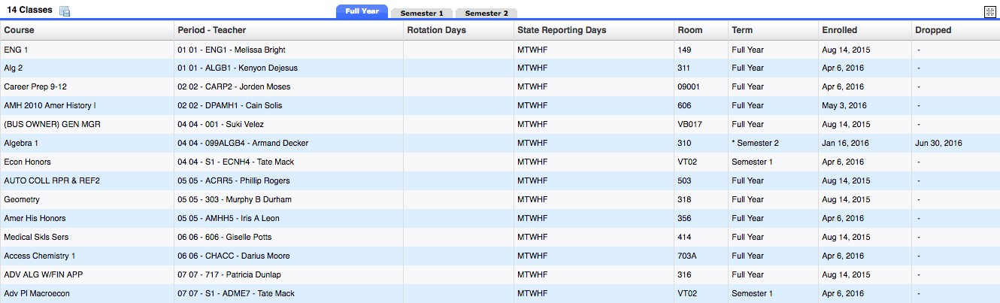 14 Classes Full Year Semester 1 Semester 2
Course Period - Teacher Rotation Days State Reporting Days Room Term Enrolled Dropped
ENG 1 01 01 - ENG1 - Melissa Bright MTWHF 149 Full Year Aug 14, 2015 -
Alg 2 01 01 - ALGB1 - Kenyon Dejesus MTWHF 311 Full Year Apr 6, 2016 -
Career Prep 9-12 02 02 - CARP2 - Jorden Moses MTWHF 09001 Full Year Apr 6, 2016 -
AMH 2010 Amer History I 02 02 - DPAMH1 - Cain Solis MTWHF 606 Full Year May 3, 2016 -
(BUS OWNER) GEN MGR 04 04 - 001 - Suki Velez MTWHF VB017 Full Year Aug 14, 2015 -
Algebra 1 04 04 - 099ALGB4 - Armand Decker MTWHF 310 * Semester 2 Jan 16, 2016 Jun 30, 2016
Econ Honors 04 04 - S1 - ECNH4 - Tate Mack MTWHF VT02 Semester 1 Apr 6, 2016 -
AUTO COLL RPR & REF2 05 05 - ACRR5 - Phillip Rogers MTWHF 503 Full Year Aug 14, 2015 -
Geometry 05 05 - 303 - Murphy B Durham MTWHF 318 Full Year Aug 14, 2015 -
Amer His Honors 05 05 - AMHH5 - Iris A Leon MTWHF 356 Full Year Apr 6, 2016 -
Medical Skls Sers 06 06 - 606 - Giselle Potts MTWHF 414 Full Year Aug 14, 2015 -
Access Chemistry 1 06 06 - CHACC - Darius Moore MTWHF 703A Full Year Apr 6, 2016 -
ADV ALG W/FIN APP 07 07 - 717 - Patricia Dunlap MTWHF 316 Full Year Aug 14, 2015 -
Adv Pl Macroecon 07 07 - S1 - ADME7 - Tate Mack MTWHF VT02 Semester 1 Apr 6, 2016 -